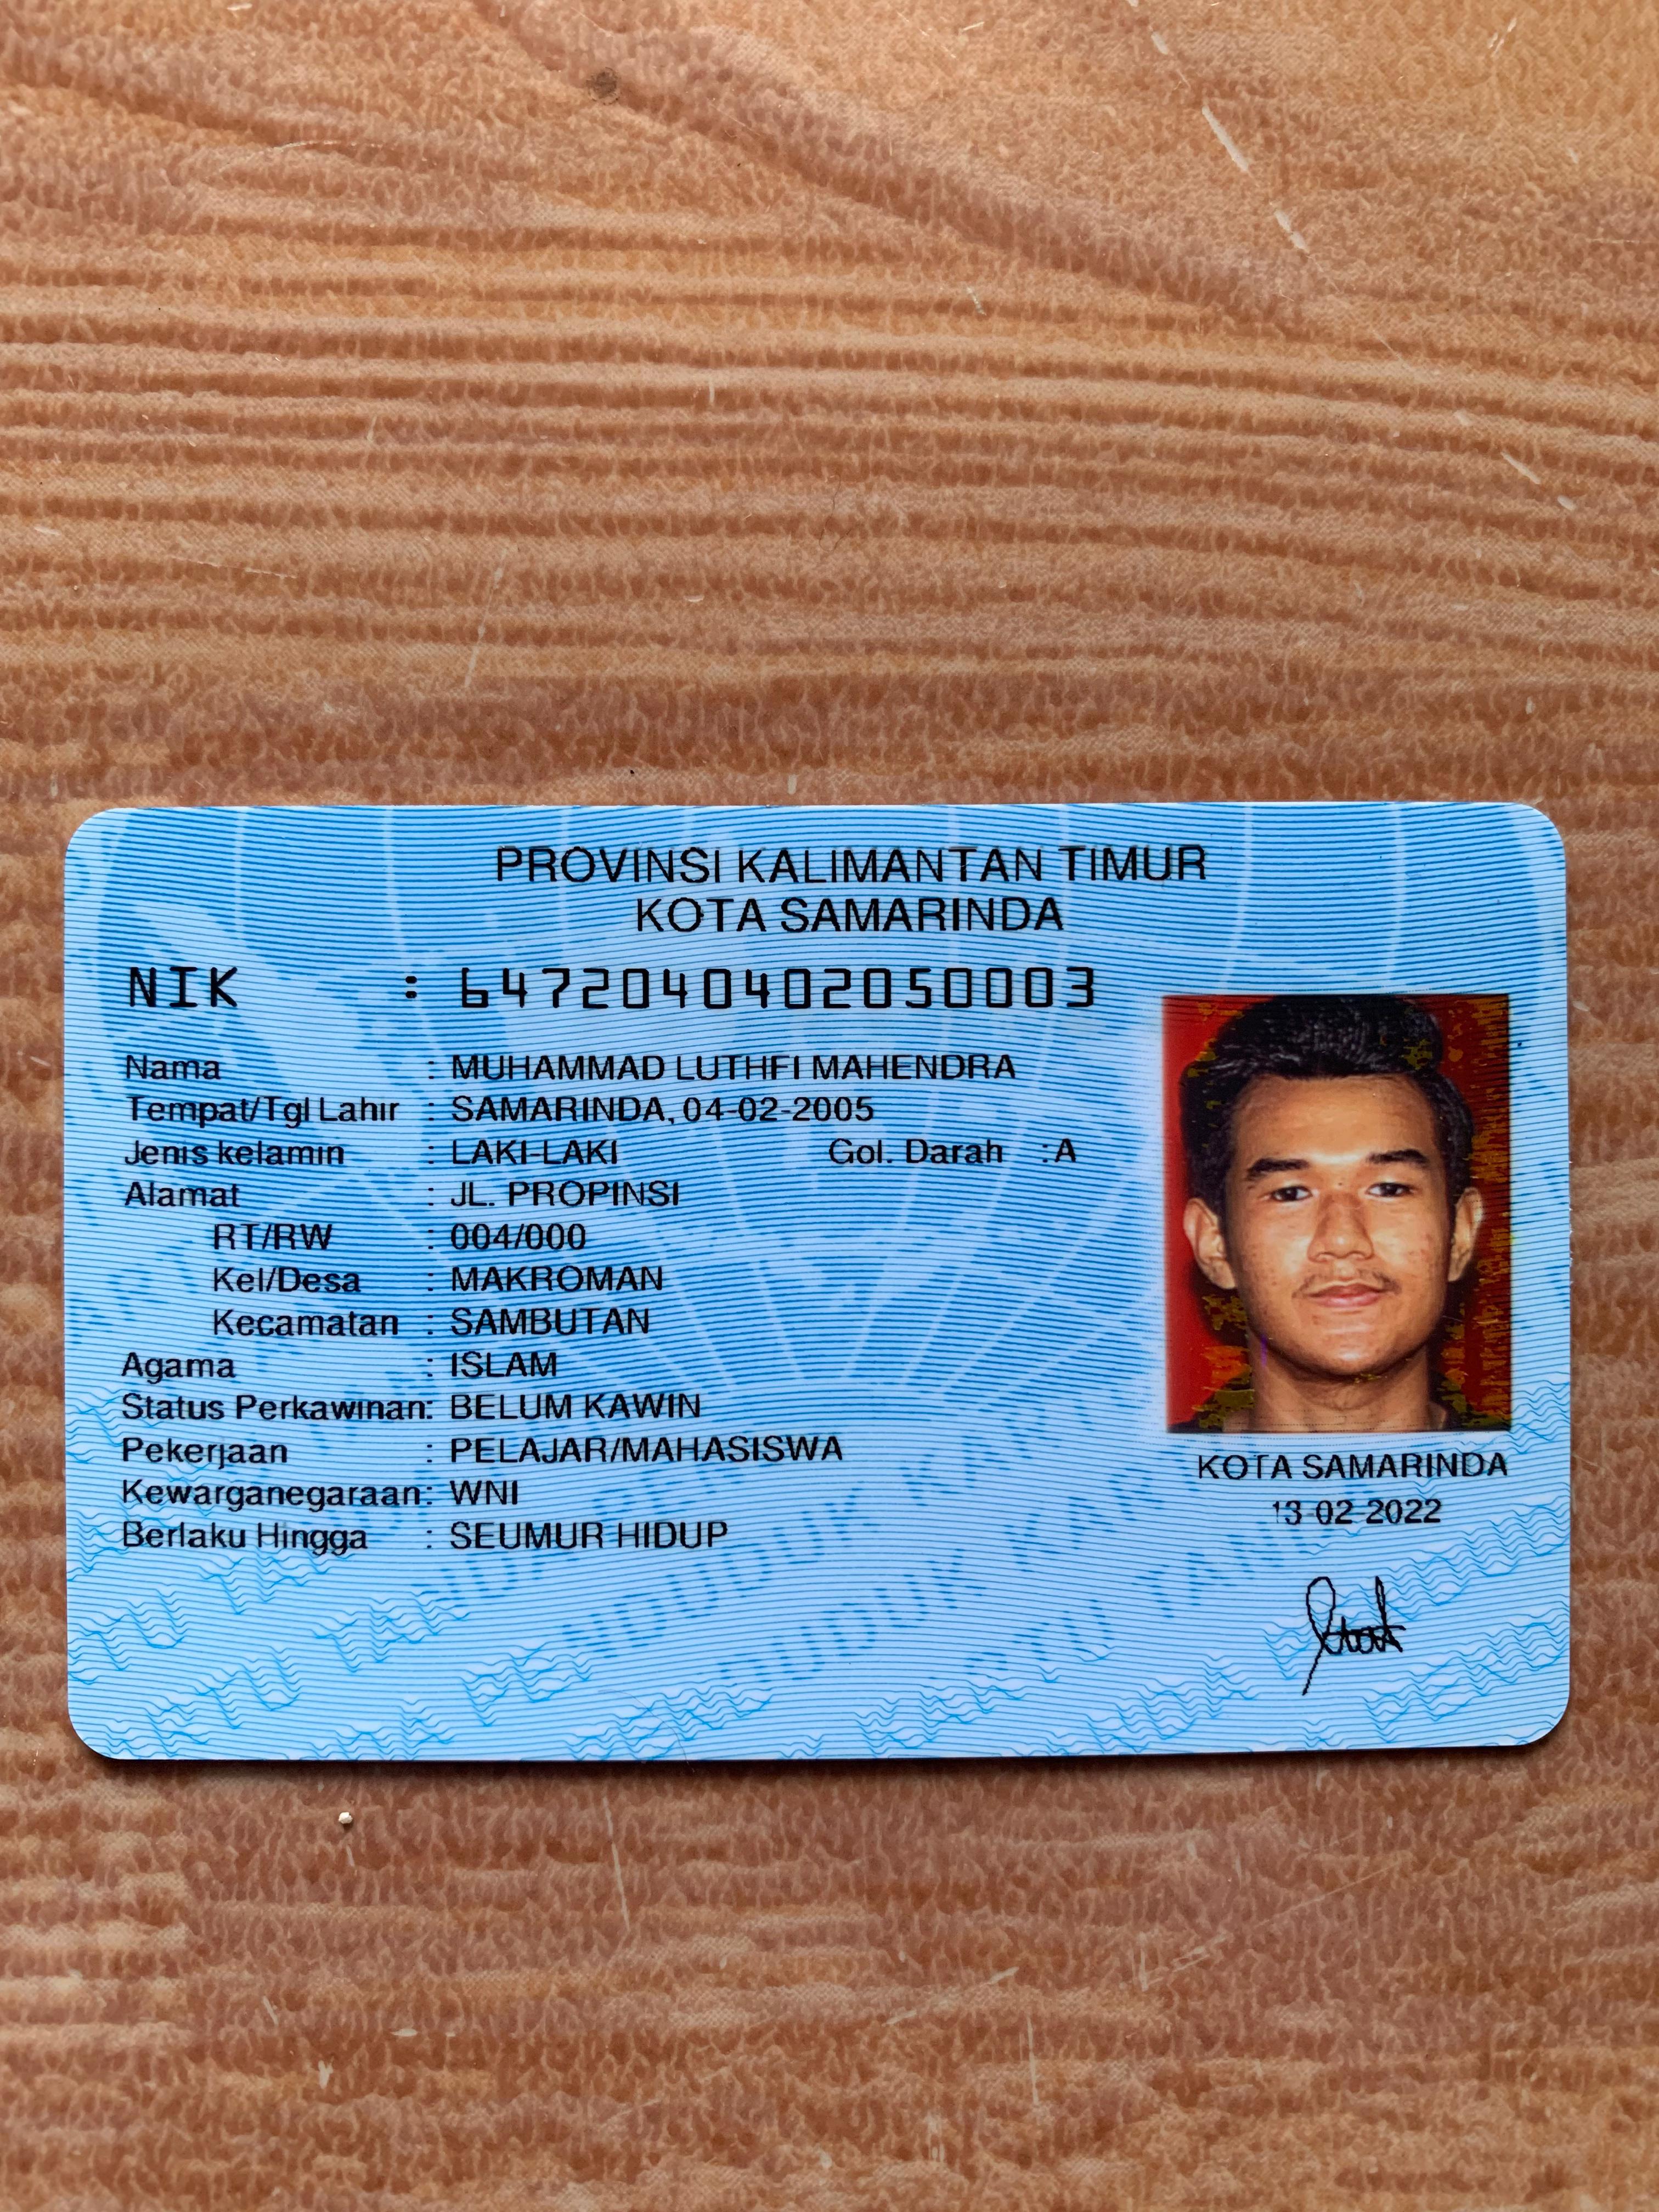 PROVINSI KALIMANTAN TIMUR
KOTA SAMARINDA
NIK : 6472040402050003
Nama : MUHAMMAD LUTHFI MAHENDRA
Tempat/Tgl Lahir : SAMARINDA, 04-02-2005
Jenis kelamin : LAKI-LAKI Gol. Darah : A
Alamat : JL. PROPINSI
RT/RW : 004/000
Kel/Desa : MAKROMAN
Kecamatan : SAMBUTAN
Agama : ISLAM
Status Perkawinan: BELUM KAWIN
Pekerjaan : PELAJAR/MAHASISWA
Kewarganegaraan: WNI
Berlaku Hingga : SEUMUR HIDUP
KOTA SAMARINDA
13-02-2022